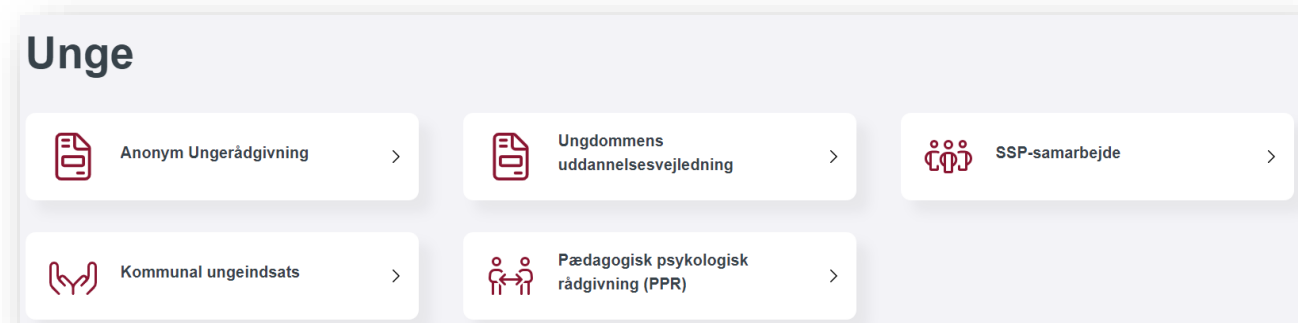 Unge
Anonym Ungerådgivning
Ungdommens
uddannelsesvejledning
SSP-samarbejde
Kommunal ungeindsats
Pædagogisk psykologisk
rådgivning (PPR)